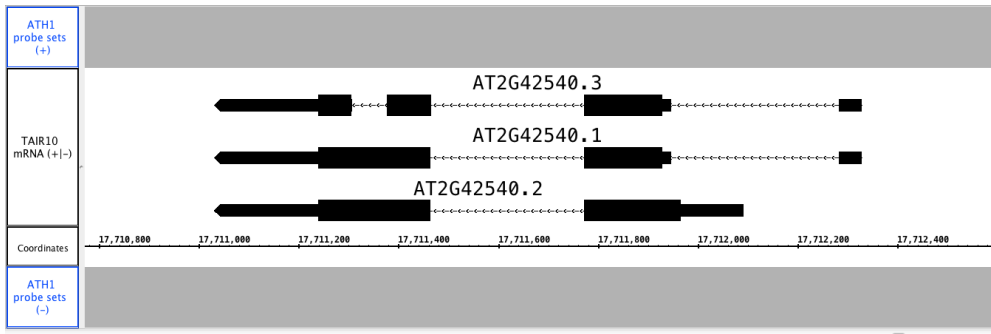 ATH1
probe sets
(+)
AT2G42540.3
AT2G42540.1
TAIR10
mRNA (+|-)
AT2G42540.2
Coordinates
17,710,800 17,711,000 17,711,200 17,711,400 17,711,600 17,711,800 17,712,000 17,712,200 17,712,400
ATH1
probe sets
(-)